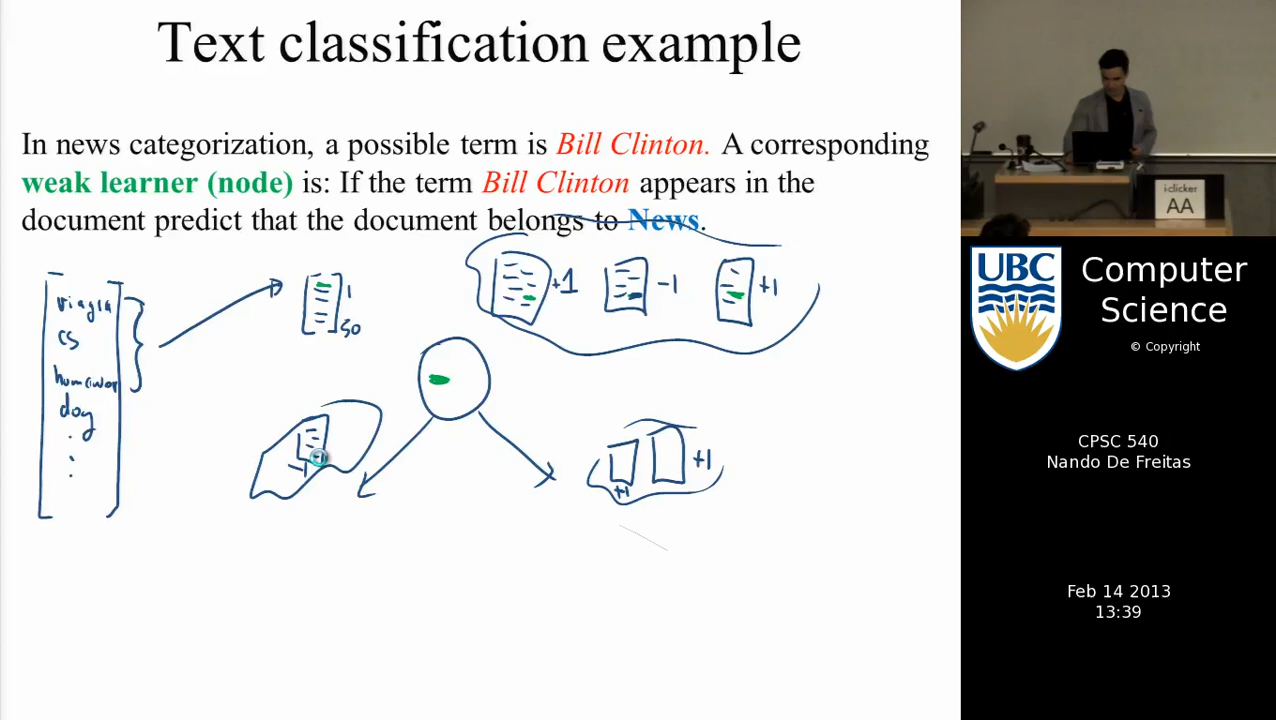 Text classification example
In news categorization, a possible term is Bill Clinton. A corresponding
weak learner (node) is: If the term Bill Clinton appears in the
document predict that the document belongs to News.
viagra
cs
dog
1
50
+1
-1
+1
-1
+1
+1
i-clicker
AA
UBC
Computer
Science
© Copyright
CPSC 540
Nando De Freitas
Feb 14 2013
13:39